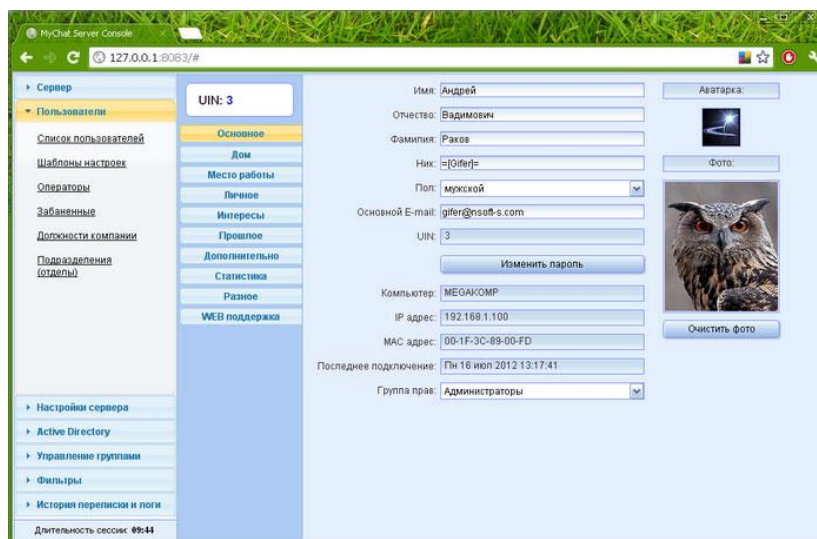 MyChat Server Console
127.0.0.1:8083/#
Сервер
Пользователи
Список пользователей
Шаблоны настроек
Операторы
Забаненные
Должности компании
Подразделения
(отделы)
Настройки сервера
Active Directory
Управление группами
Фильтры
История переписки и логи
Длительность сессии: 09:44
UIN: 3
Основное
Дом
Место работы
Личное
Интересы
Прошлое
Дополнительно
Статистика
Разное
WEB поддержка
Имя: Андрей
Отчество: Вадимович
Фамилия: Раков
Ник: =[Gifer]=
Пол: мужской
Основной E-mail: gifer@nsoft-s.com
UIN: 3
Изменить пароль
Компьютер: MEGAKOMP
IP адрес: 192.168.1.100
MAC адрес: 00-1F-3C-89-00-FD
Последнее подключение: Пн 16 июл 2012 13:17:41
Группа прав: Администраторы
Аватарка:
Фото:
Очистить фото